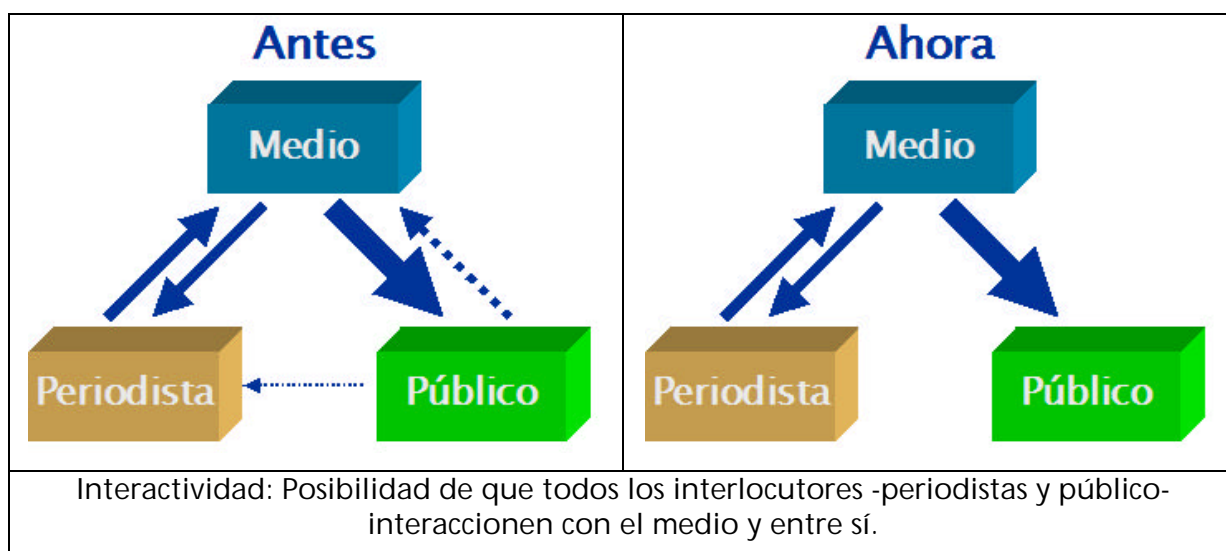 Antes
Medio
Periodista
Público
Ahora
Medio
Periodista
Público
Interactividad: Posibilidad de que todos los interlocutores -periodistas y público-
interaccionen con el medio y entre sí.